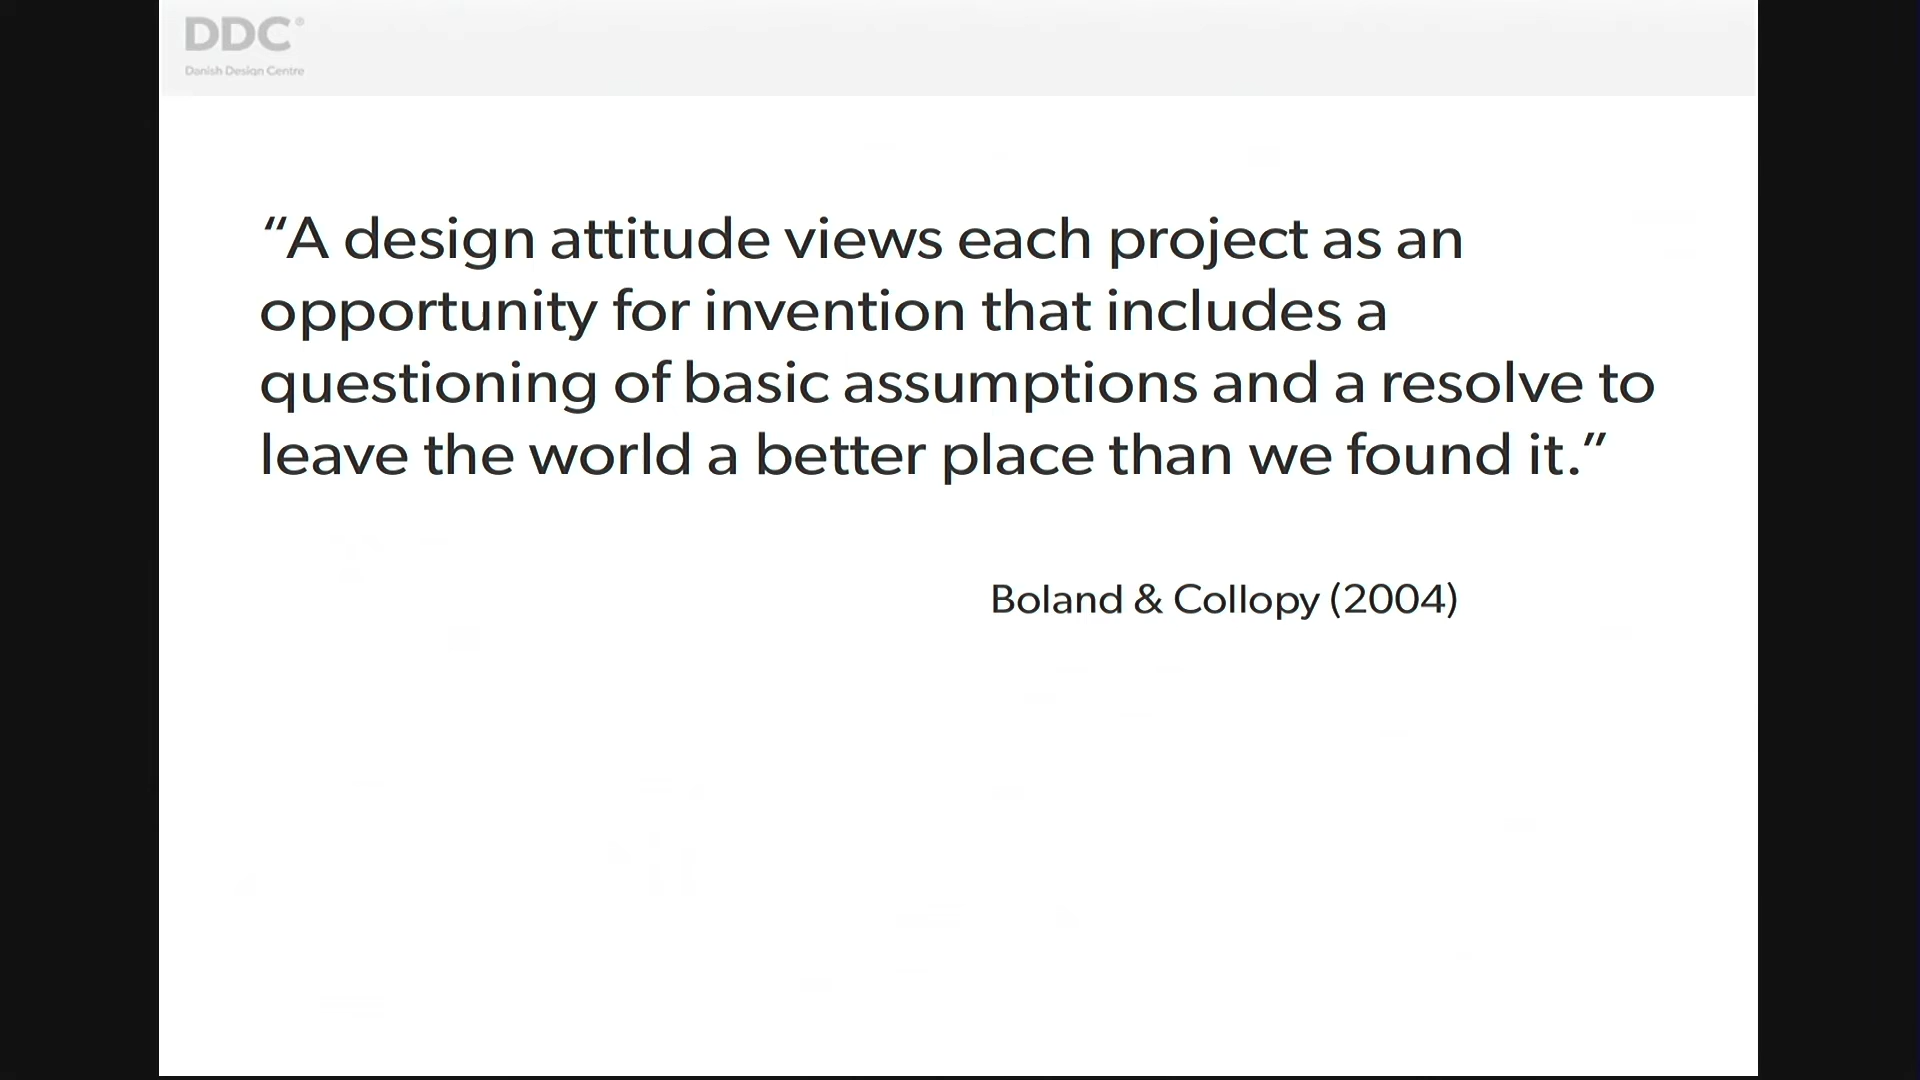 DDC®
Danish Design Centre
“A design attitude views each project as an
opportunity for invention that includes a
questioning of basic assumptions and a resolve to
leave the world a better place than we found it.”
Boland & Collopy (2004)